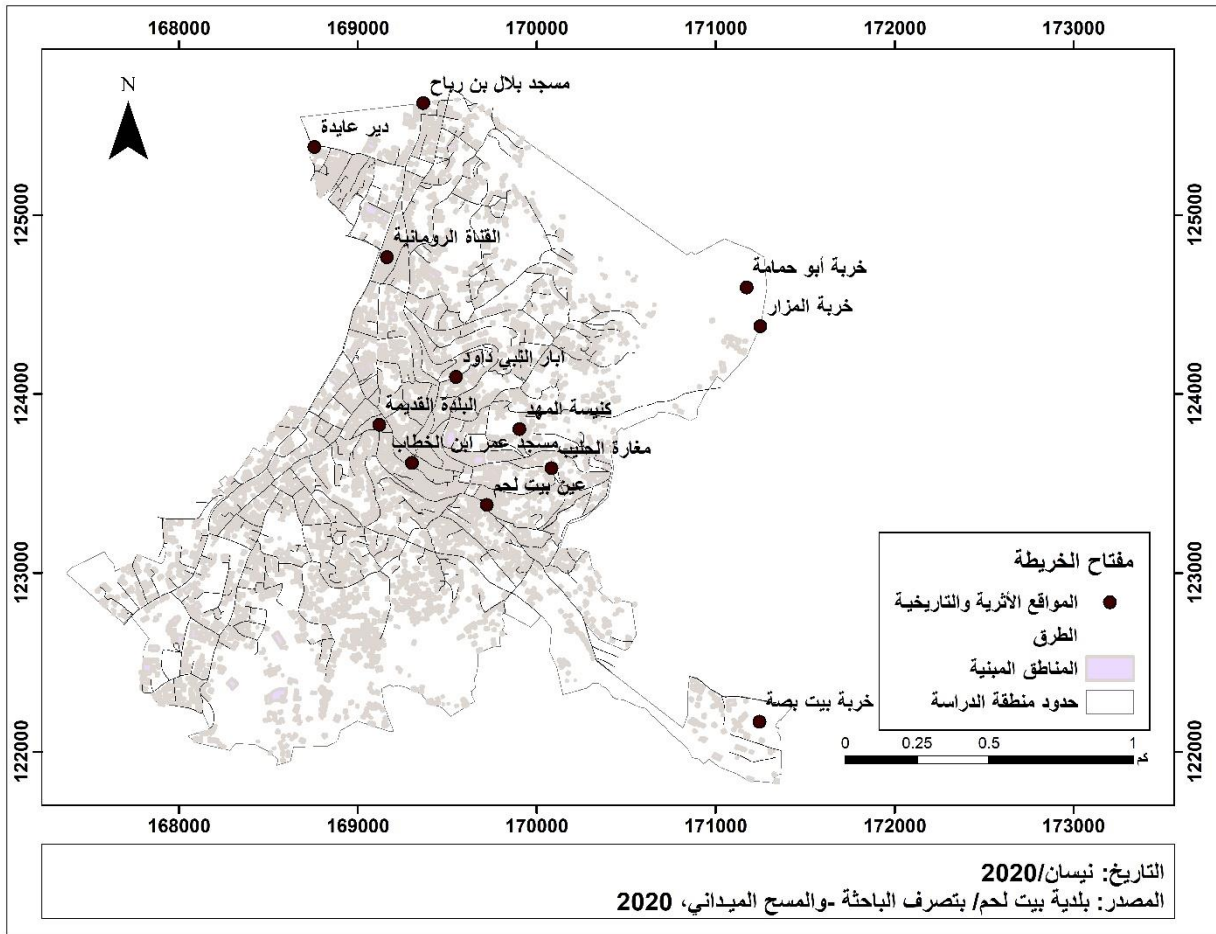 168000 169000 170000 171000 172000 173000
N
مسجد بلال بن رباح
دير عايدة
125000 125000
القناة الرومانية
خربة أبو حمامة
خربة المزار
آبار النبي داود
124000 124000
البلدة القديمة
كنيسة المهد
مسجد عمر ابن الخطاب
مغارة الحليب
عين بيت لحم
123000 123000
مفتاح الخريطة
المواقع الأثرية والتاريخية
الطرق
المناطق المبنية
حدود منطقة الدراسة
خربة بيت بصة
122000 122000
0 0.25 0.5 1
كم
168000 169000 170000 171000 172000 173000
التاريخ: نيسان/2020
المصدر: بلدية بيت لحم/ بتصرف الباحثة -والمسح الميداني، 2020